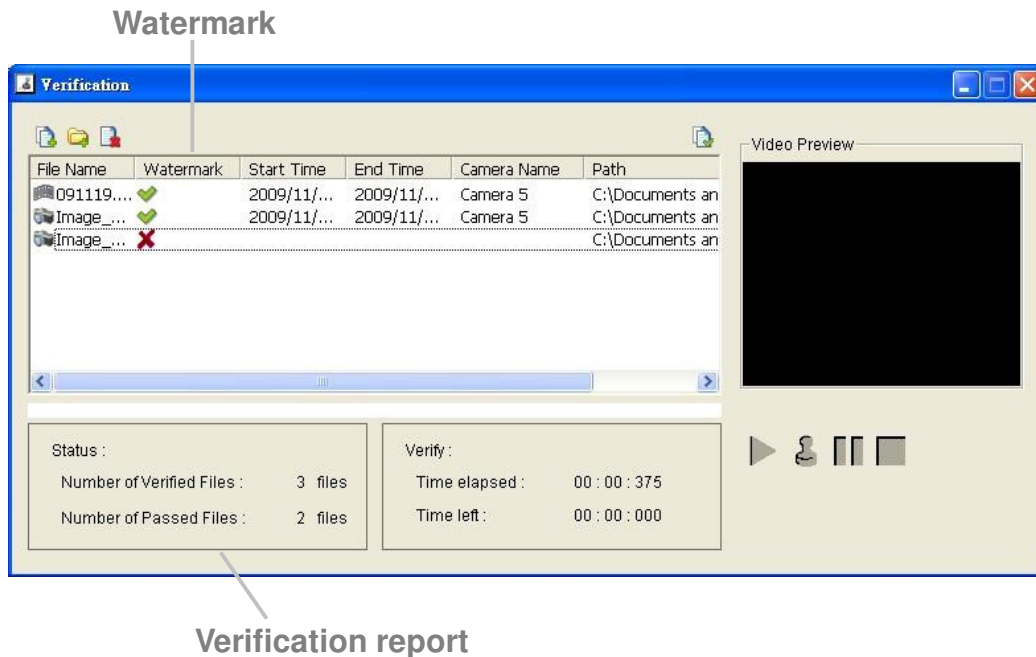 Watermark
Verification
File Name Watermark Start Time End Time Camera Name Path
091119.... 2009/11/... 2009/11/... Camera 5 C:\Documents an
Image_... 2009/11/... 2009/11/... Camera 5 C:\Documents an
Image_... C:\Documents an
Video Preview
Status :
Number of Verified Files : 3 files
Number of Passed Files : 2 files
Verify :
Time elapsed : 00 : 00 : 375
Time left : 00 : 00 : 000
Verification report